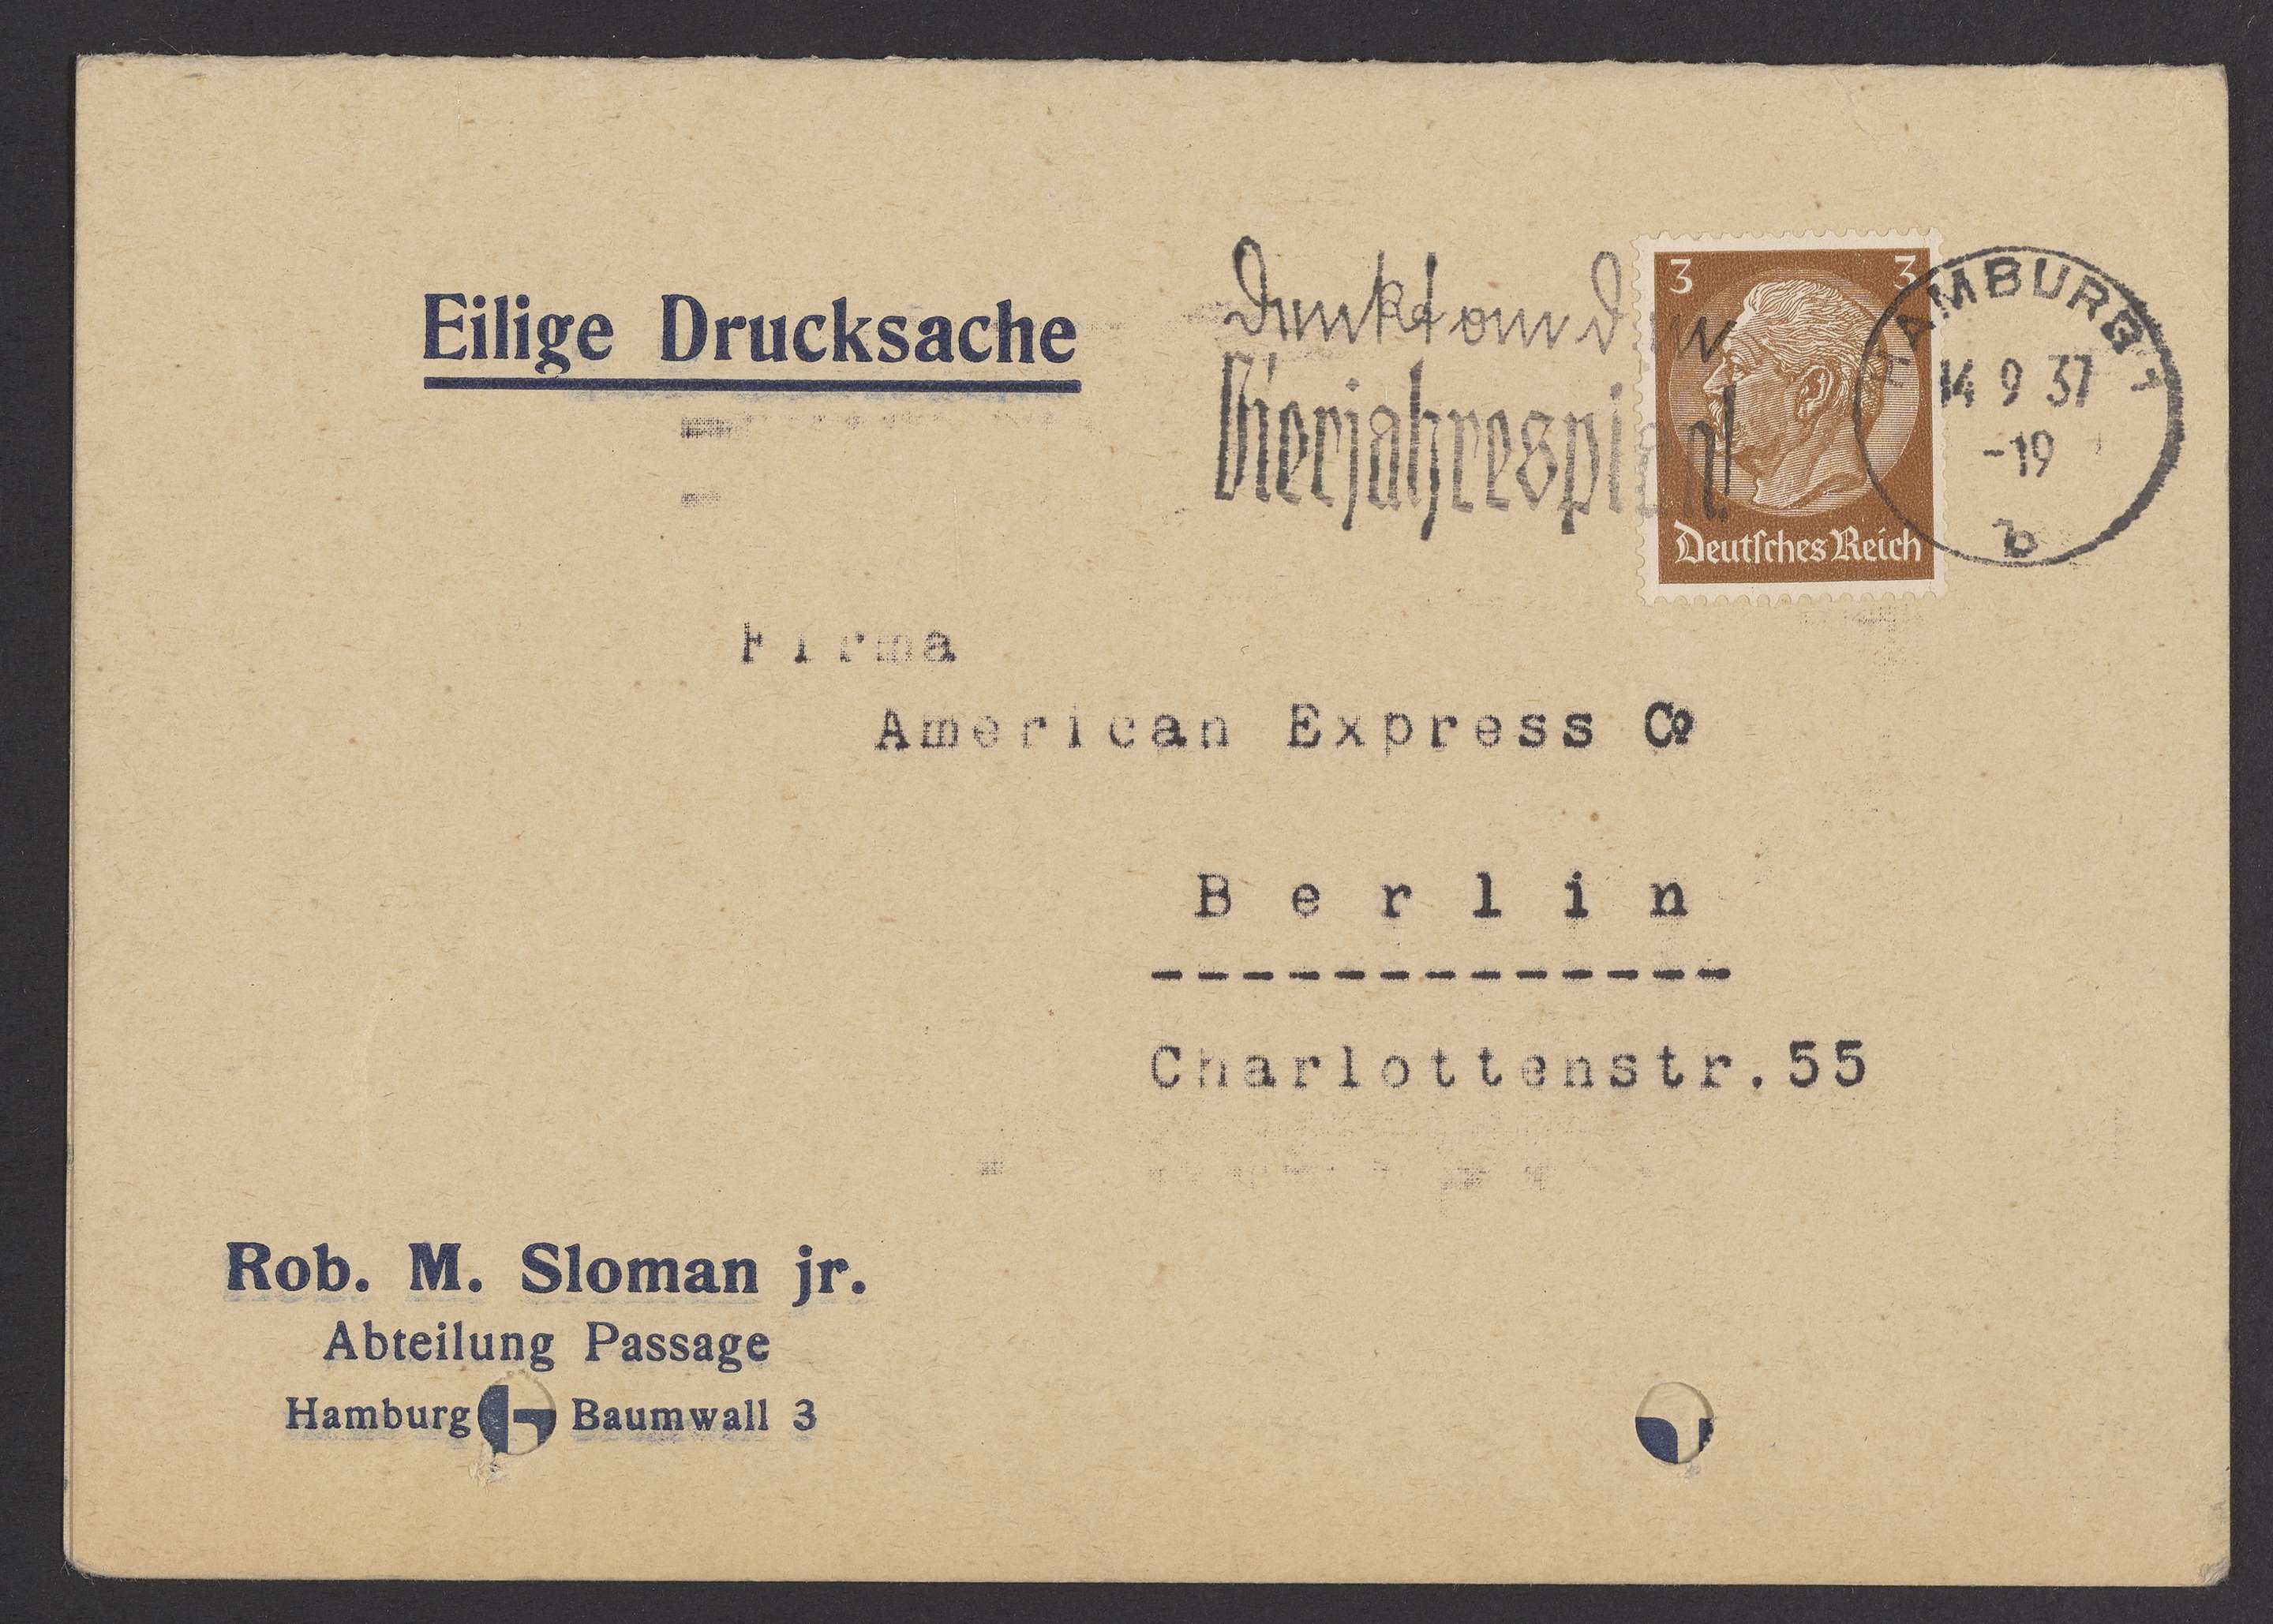 Eilige Drucksache
Denkt an den
Vierjahresplan!
3 3
Deutsches Reich
HAMBURG 1
14 9 37
-19
b
Firma
American Express Co
Berlin
--------------
Charlottenstr.55
Rob. M. Sloman jr.
Abteilung Passage
Hamburg Baumwall 3